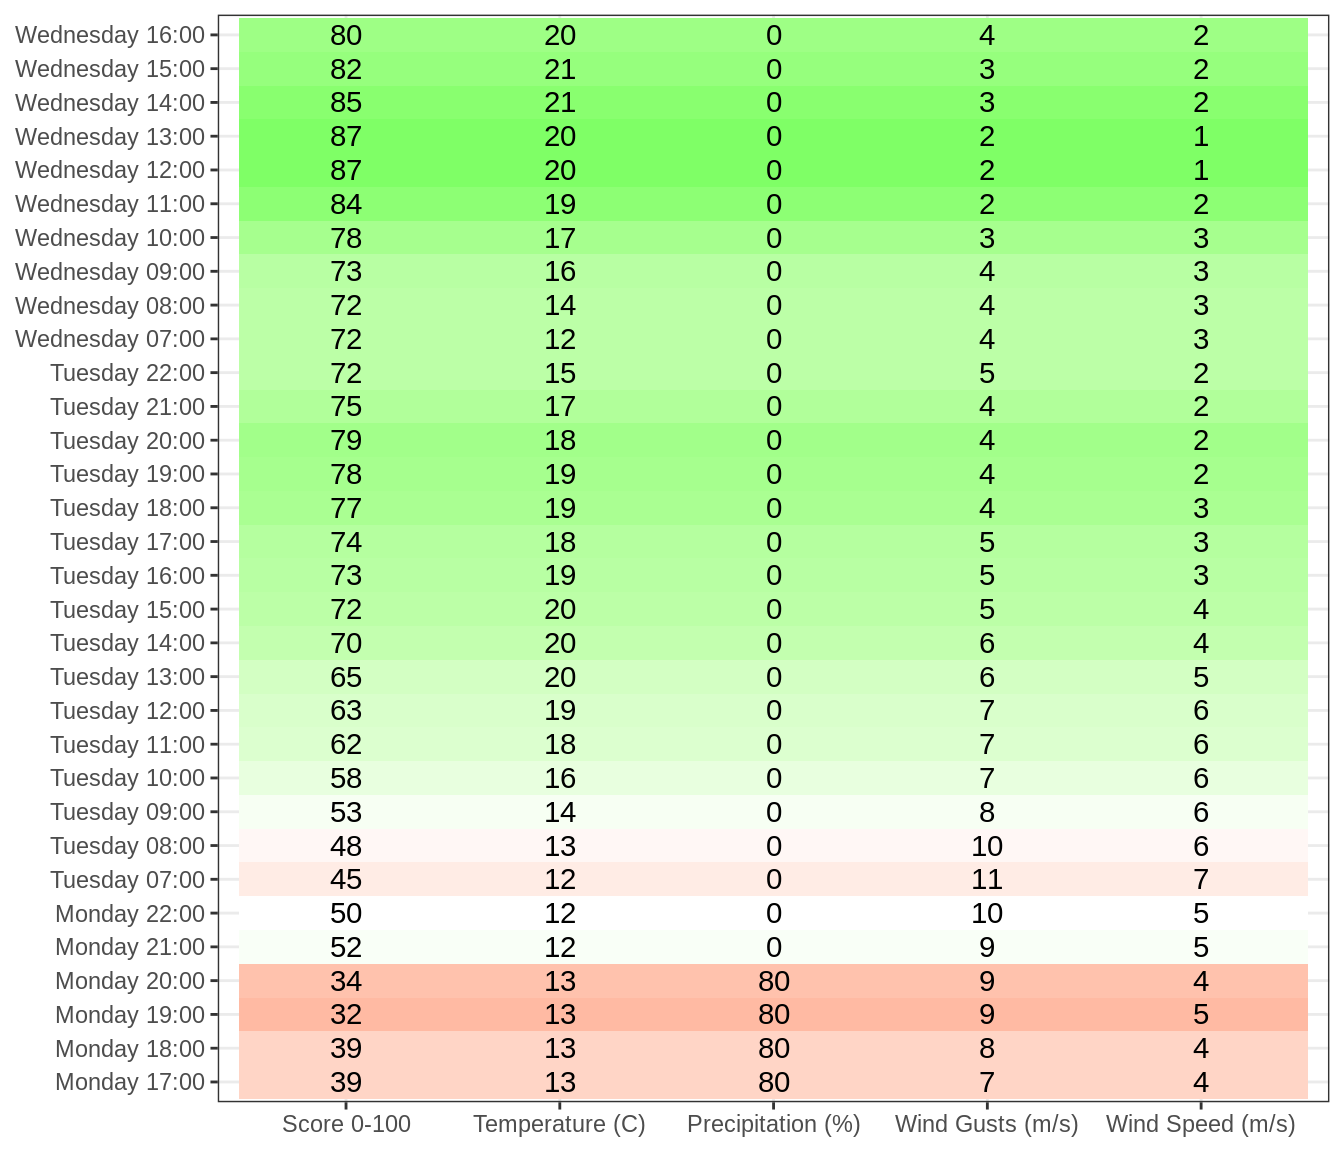 Wednesday 16:00 80 20 0 4 2
Wednesday 15:00 82 21 0 3 2
Wednesday 14:00 85 21 0 3 2
Wednesday 13:00 87 20 0 2 1
Wednesday 12:00 87 20 0 2 1
Wednesday 11:00 84 19 0 2 2
Wednesday 10:00 78 17 0 3 3
Wednesday 09:00 73 16 0 4 3
Wednesday 08:00 72 14 0 4 3
Wednesday 07:00 72 12 0 4 3
Tuesday 22:00 72 15 0 5 2
Tuesday 21:00 75 17 0 4 2
Tuesday 20:00 79 18 0 4 2
Tuesday 19:00 78 19 0 4 2
Tuesday 18:00 77 19 0 4 3
Tuesday 17:00 74 18 0 5 3
Tuesday 16:00 73 19 0 5 3
Tuesday 15:00 72 20 0 5 4
Tuesday 14:00 70 20 0 6 4
Tuesday 13:00 65 20 0 6 5
Tuesday 12:00 63 19 0 7 6
Tuesday 11:00 62 18 0 7 6
Tuesday 10:00 58 16 0 7 6
Tuesday 09:00 53 14 0 8 6
Tuesday 08:00 48 13 0 10 6
Tuesday 07:00 45 12 0 11 7
Monday 22:00 50 12 0 10 5
Monday 21:00 52 12 0 9 5
Monday 20:00 34 13 80 9 4
Monday 19:00 32 13 80 9 5
Monday 18:00 39 13 80 8 4
Monday 17:00 39 13 80 7 4
Score 0-100 Temperature (C) Precipitation (%) Wind Gusts (m/s) Wind Speed (m/s)